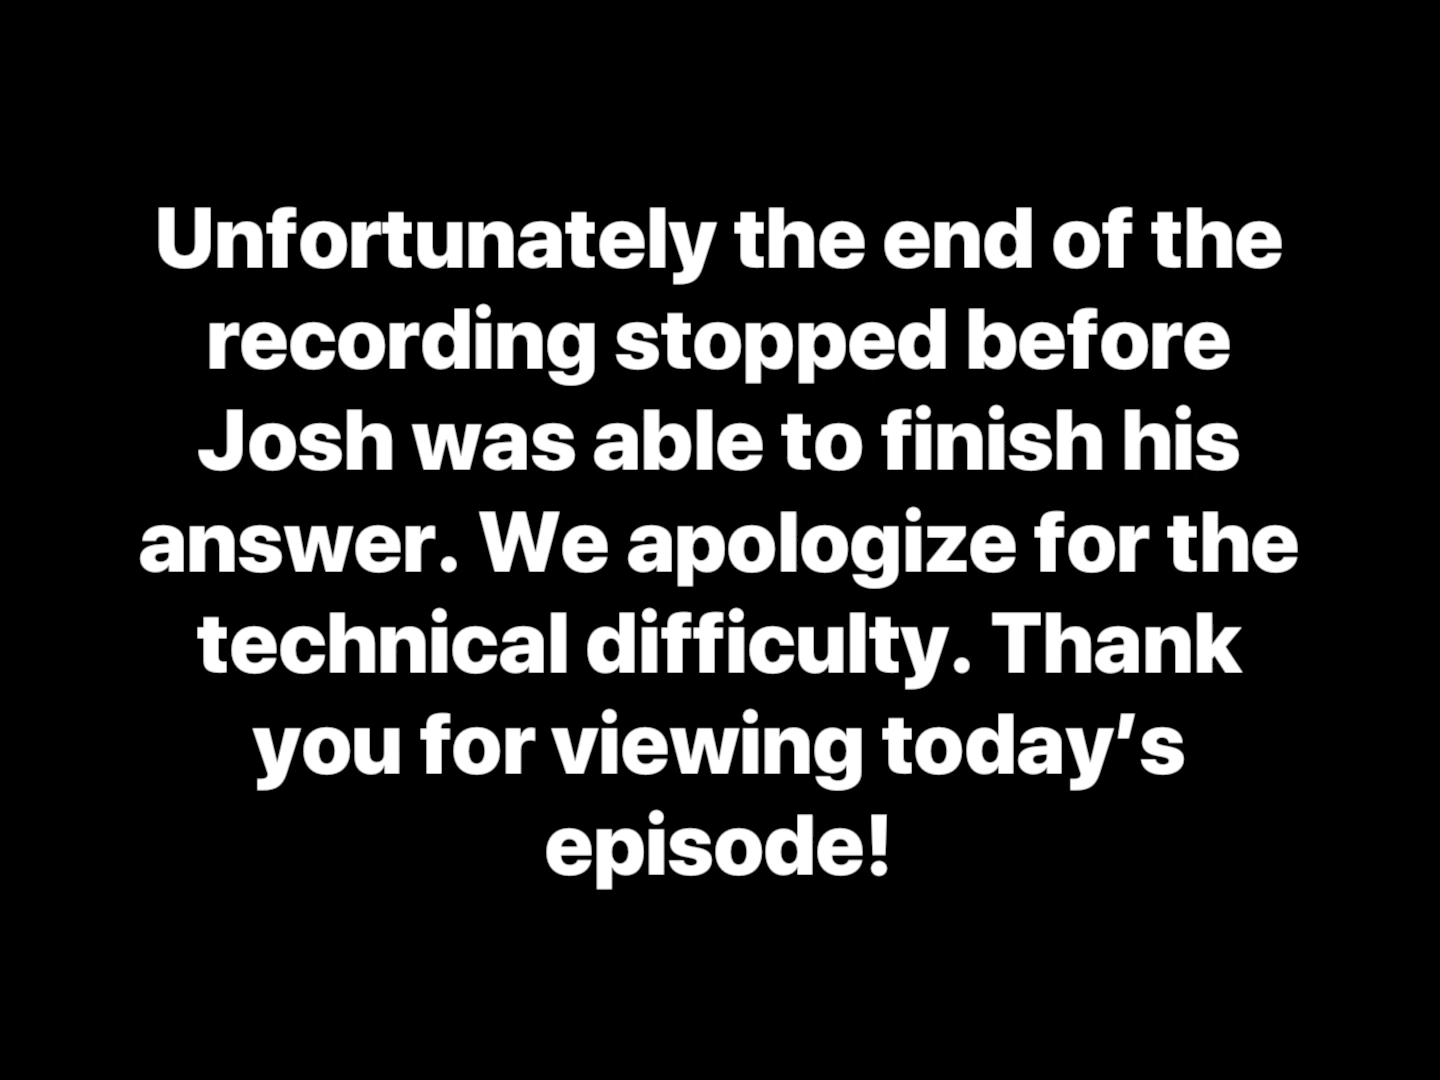 Unfortunately the end of the
recording stopped before
Josh was able to finish his
answer. We apologize for the
technical difficulty. Thank
you for viewing today’s
episode!